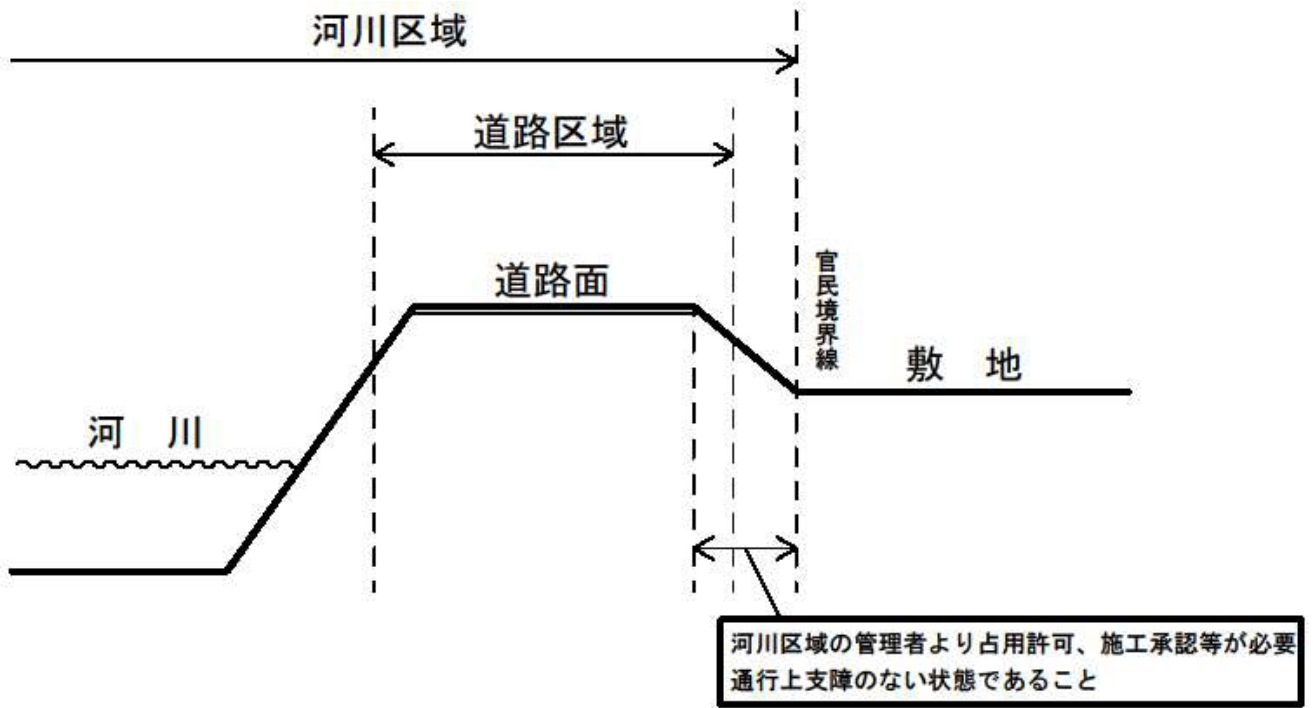 河川区域
道路区域
道路面
官民境界線
敷　地
河　川
河川区域の管理者より占用許可、施工承認等が必要
通行上支障のない状態であること